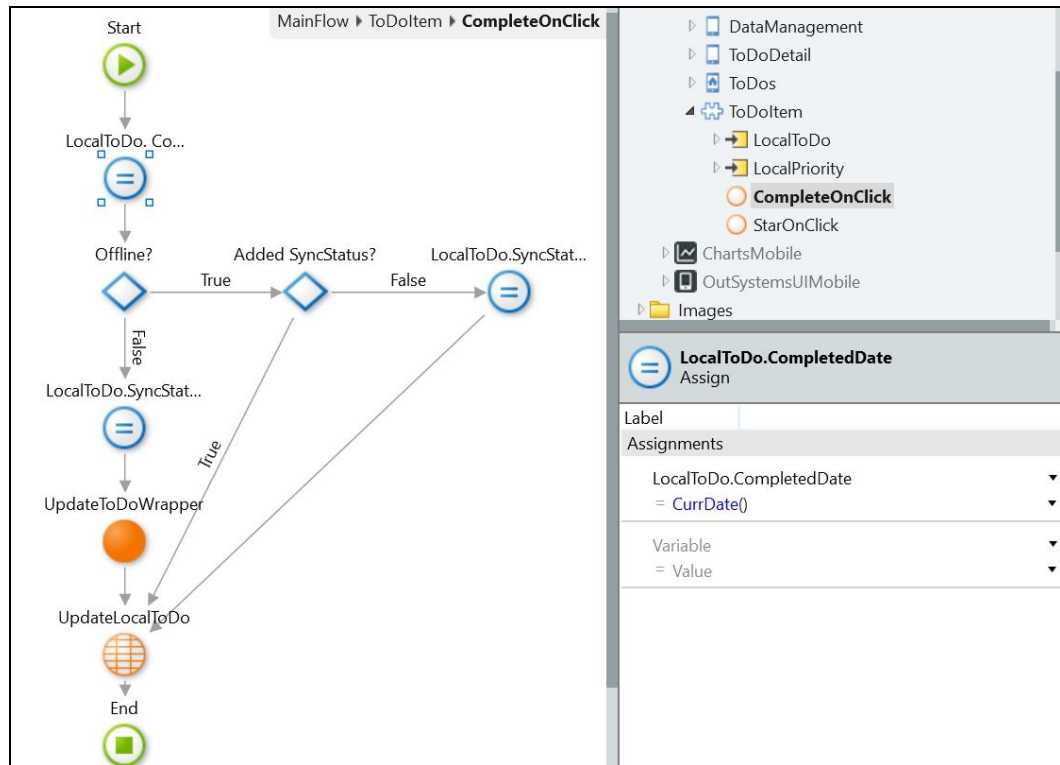 MainFlow ▶ ToDoItem ▶ CompleteOnClick
Start
LocalToDo. Co...
Offline?
True
Added SyncStatus?
False
LocalToDo.SyncStat...
False
LocalToDo.SyncStat...
True
UpdateToDoWrapper
UpdateLocalToDo
End
DataManagement
ToDoDetail
ToDos
ToDoItem
LocalToDo
LocalPriority
CompleteOnClick
StarOnClick
ChartsMobile
OutSystemsUIMobile
Images
LocalToDo.CompletedDate
Assign
Label
Assignments
LocalToDo.CompletedDate
= CurrDate()
Variable
= Value